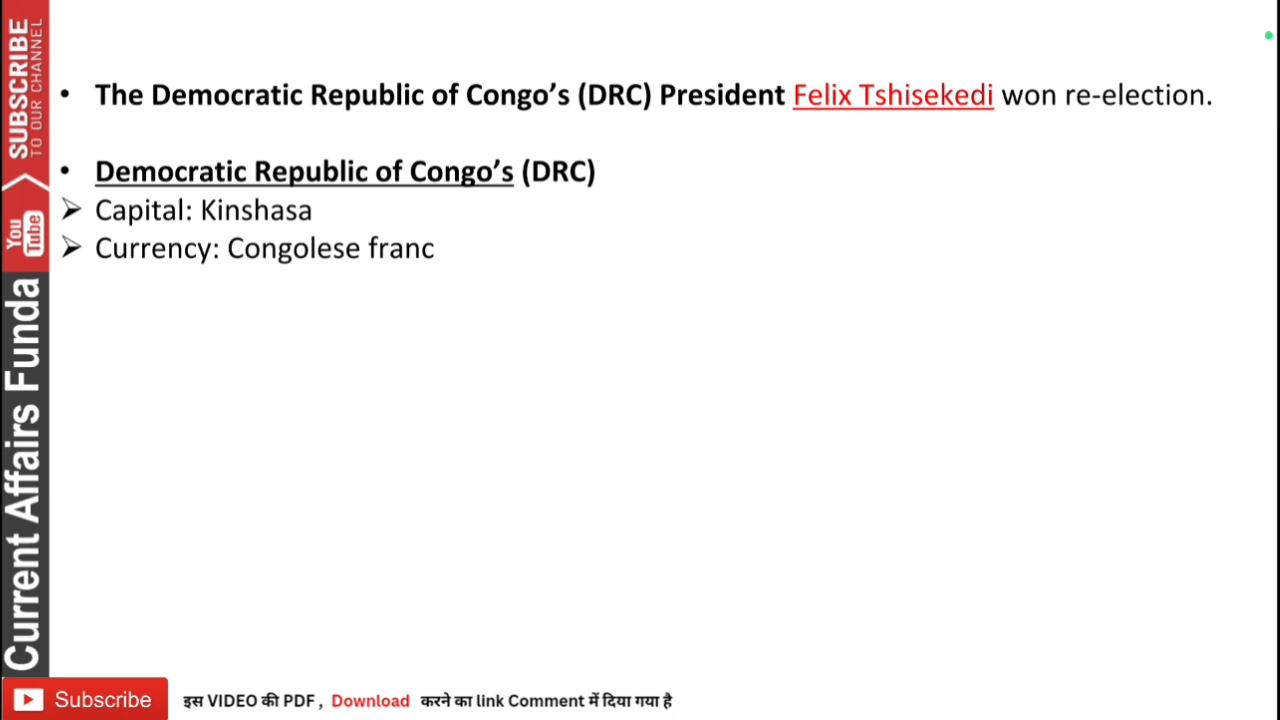 • The Democratic Republic of Congo’s (DRC) President Felix Tshisekedi won re-election.
• Democratic Republic of Congo’s (DRC)
➢ Capital: Kinshasa
➢ Currency: Congolese franc
SUBSCRIBE
TO OUR CHANNEL
You
Tube
Current Affairs Funda
Subscribe
इस VIDEO की PDF , Download करने का link Comment में दिया गया है